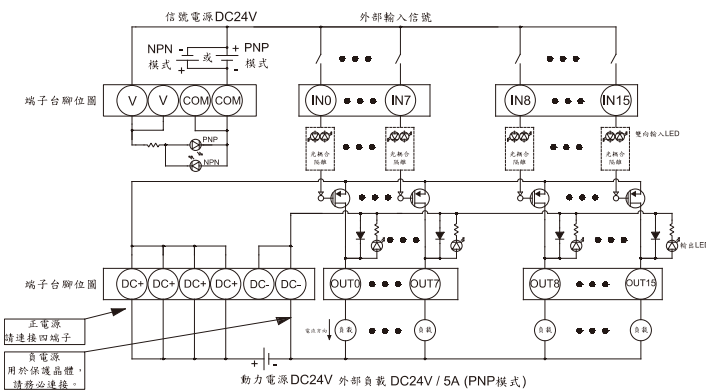 信號電源DC24V 外部輸入信號
NPN - 或 + PNP
模式 + - 模式
端子台腳位圖 V V COM COM IN0 IN7 IN8 IN15
PNP
NPN
雙向輸入LED
光耦合 光耦合 光耦合 光耦合
隔離 隔離 隔離 隔離
輸出LED
端子台腳位圖 DC+ DC+ DC+ DC+ DC- DC- OUT0 OUT7 OUT8 OUT15
正電源
請連接四端子
電流方向 負載 負載 負載 負載
負電源
用於保護晶體,
請務必連接。
+ -
動力電源DC24V 外部負載 DC24V / 5A (PNP模式)